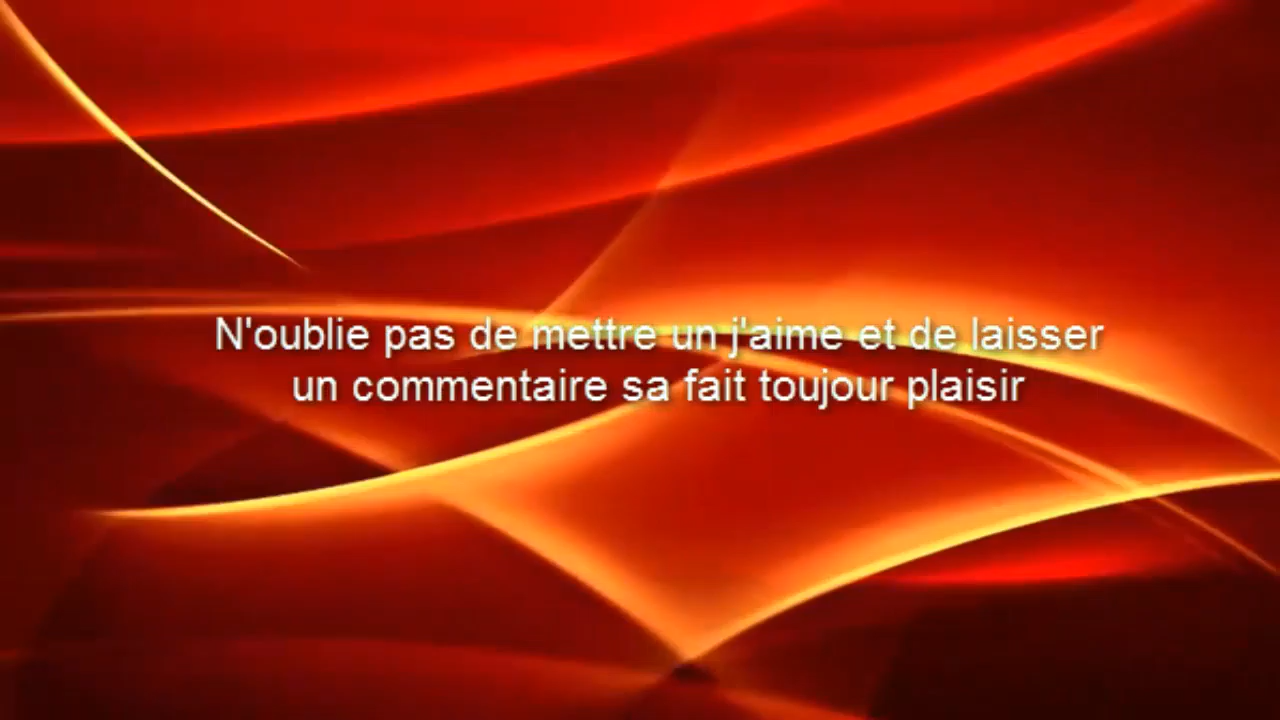 N'oublie pas de mettre un j'aime et de laisser
un commentaire sa fait toujour plaisir